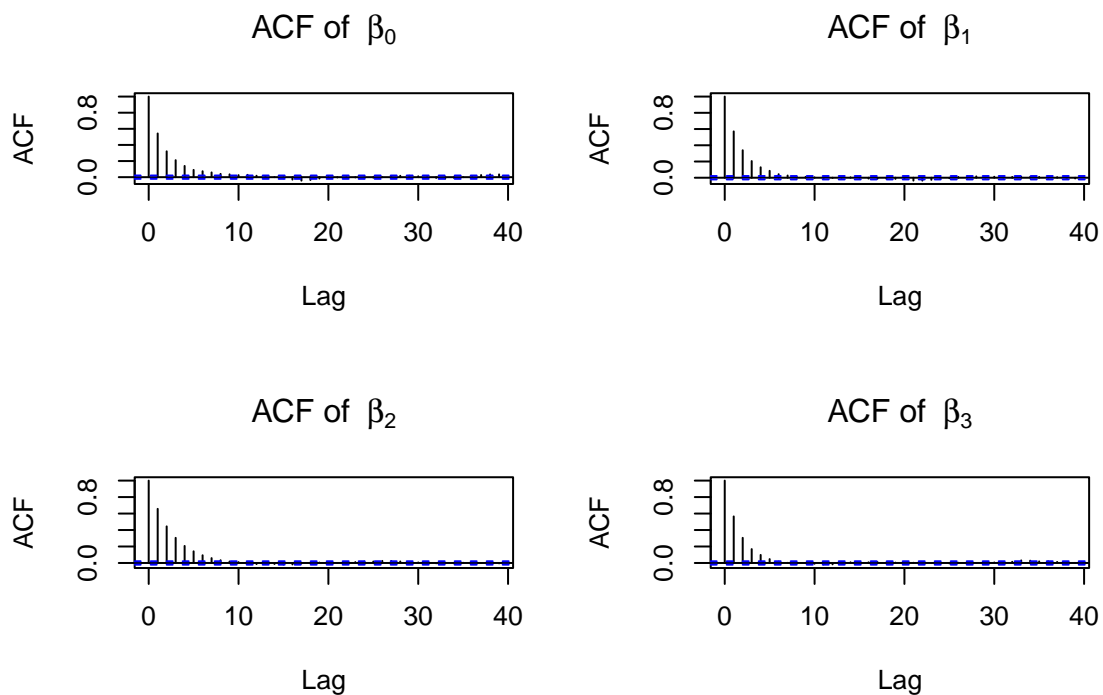 ACF of β₀
ACF
0.0 0.8
0 10 20 30 40
Lag
ACF of β₁
ACF
0.0 0.8
0 10 20 30 40
Lag
ACF of β₂
ACF
0.0 0.8
0 10 20 30 40
Lag
ACF of β₃
ACF
0.0 0.8
0 10 20 30 40
Lag